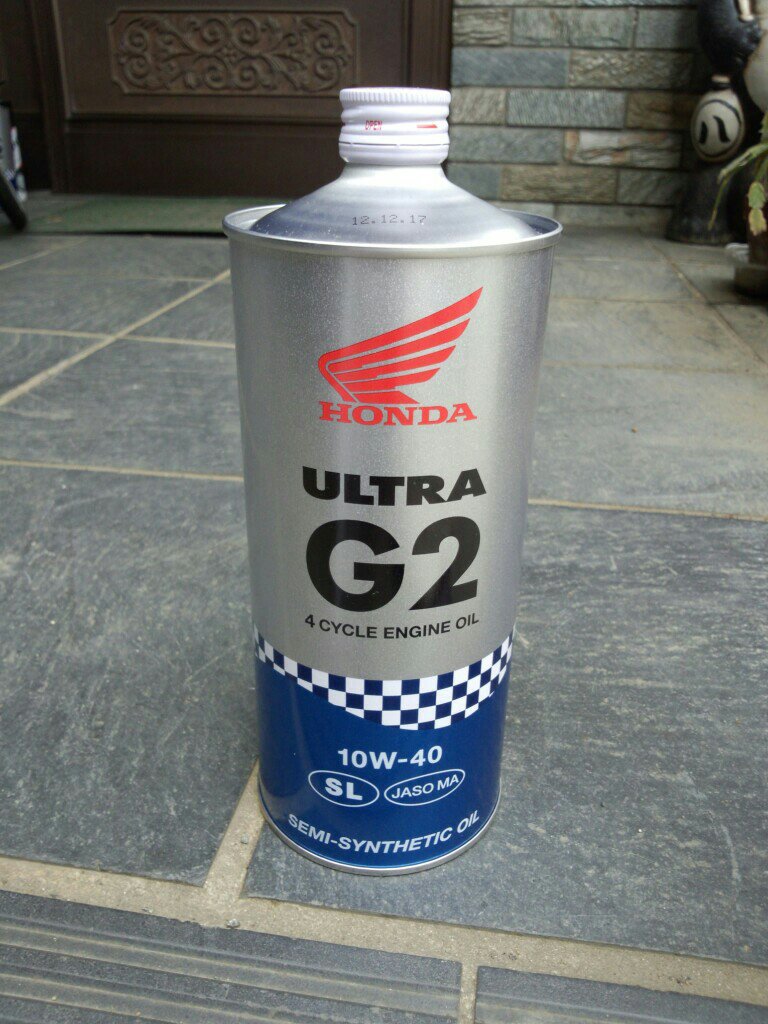 OPEN
12.12.17
HONDA
ULTRA
G2
4 CYCLE ENGINE OIL
10W-40
SL JASO MA
SEMI-SYNTHETIC OIL